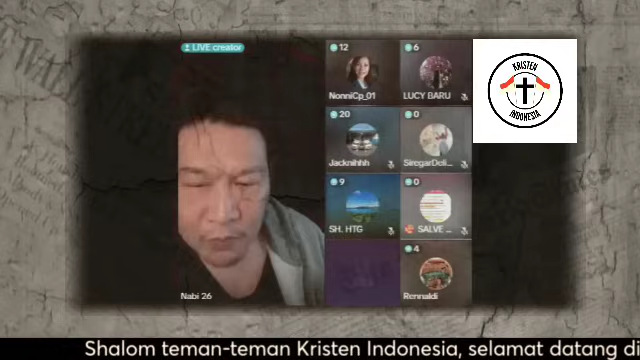 LIVE creator
12
6
NonniCp_01
LUCY BARU
20
0
Jacknihhh
SiregarDeli...
9
0
SH. HTG
SALVE ...
4
Nabi 26
Rennaldi
KRISTEN
INDONESIA
Shalom teman-teman Kristen Indonesia, selamat datang di